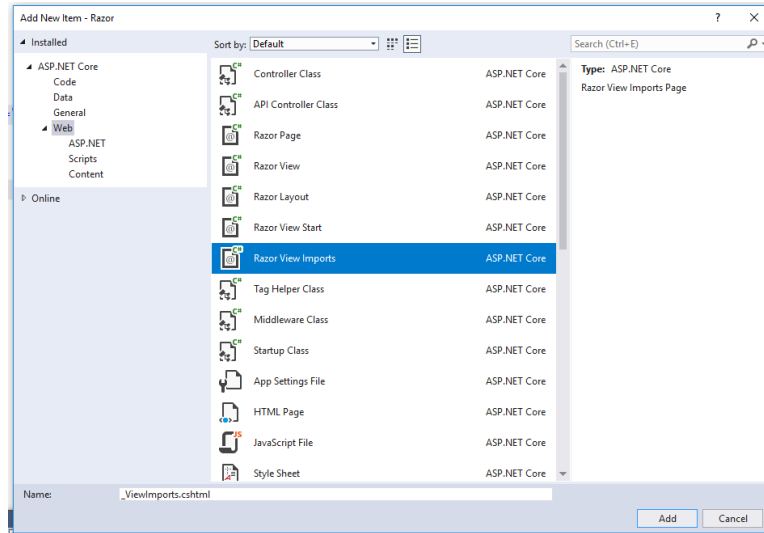 Add New Item - Razor
? ×
Installed
Sort by: Default
Search (Ctrl+E)
ASP.NET Core
Code
Data
General
Web
ASP.NET
Scripts
Content
Online
Controller Class ASP.NET Core
API Controller Class ASP.NET Core
Razor Page ASP.NET Core
Razor View ASP.NET Core
Razor Layout ASP.NET Core
Razor View Start ASP.NET Core
Razor View Imports ASP.NET Core
Tag Helper Class ASP.NET Core
Middleware Class ASP.NET Core
Startup Class ASP.NET Core
App Settings File ASP.NET Core
HTML Page ASP.NET Core
JavaScript File ASP.NET Core
Style Sheet ASP.NET Core
Type: ASP.NET Core
Razor View Imports Page
Name: _ViewImports.cshtml
Add Cancel